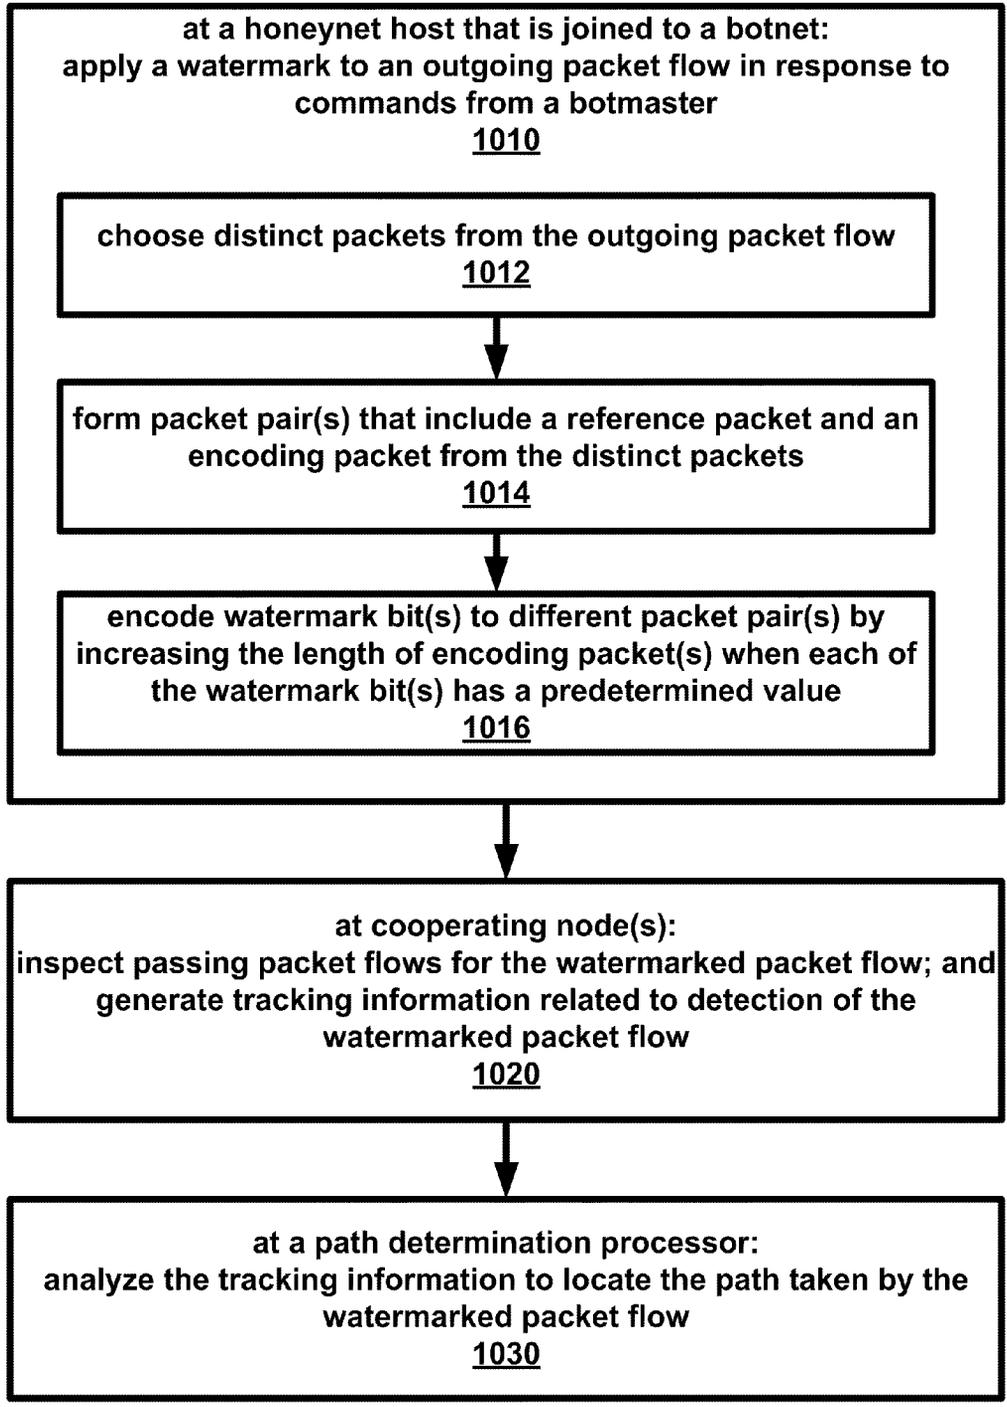 at a honeynet host that is joined to a botnet:
apply a watermark to an outgoing packet flow in response to
commands from a botmaster
1010
choose distinct packets from the outgoing packet flow
1012
form packet pair(s) that include a reference packet and an
encoding packet from the distinct packets
1014
encode watermark bit(s) to different packet pair(s) by
increasing the length of encoding packet(s) when each of
the watermark bit(s) has a predetermined value
1016
at cooperating node(s):
inspect passing packet flows for the watermarked packet flow; and
generate tracking information related to detection of the
watermarked packet flow
1020
at a path determination processor:
analyze the tracking information to locate the path taken by the
watermarked packet flow
1030